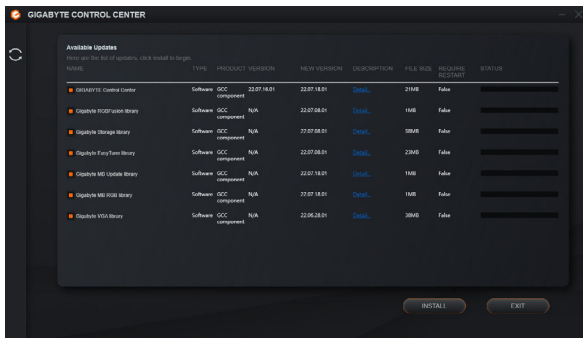 GIGABYTE CONTROL CENTER
Available Updates
Here are the list of updates, click install to begin.
NAME TYPE PRODUCT VERSION NEW VERSION DESCRIPTION FILE SIZE REQUIRE RESTART STATUS
GIGABYTE Control Center Software GCC component 22.07.16.01 22.07.18.01 Detail... 21MB False
Gigabyte RGBFusion library Software GCC component N/A 22.07.08.01 Detail... 1MB False
Gigabyte Storage library Software GCC component N/A 22.07.08.01 Detail... 58MB False
Gigabyte EasyTune library Software GCC component N/A 22.07.08.01 Detail... 23MB False
Gigabyte MB Update library Software GCC component N/A 22.07.18.01 Detail... 1MB False
Gigabyte MB RGB library Software GCC component N/A 22.07.18.01 Detail... 1MB False
Gigabyte VGA library Software GCC component N/A 22.06.28.01 Detail... 38MB False
INSTALL EXIT